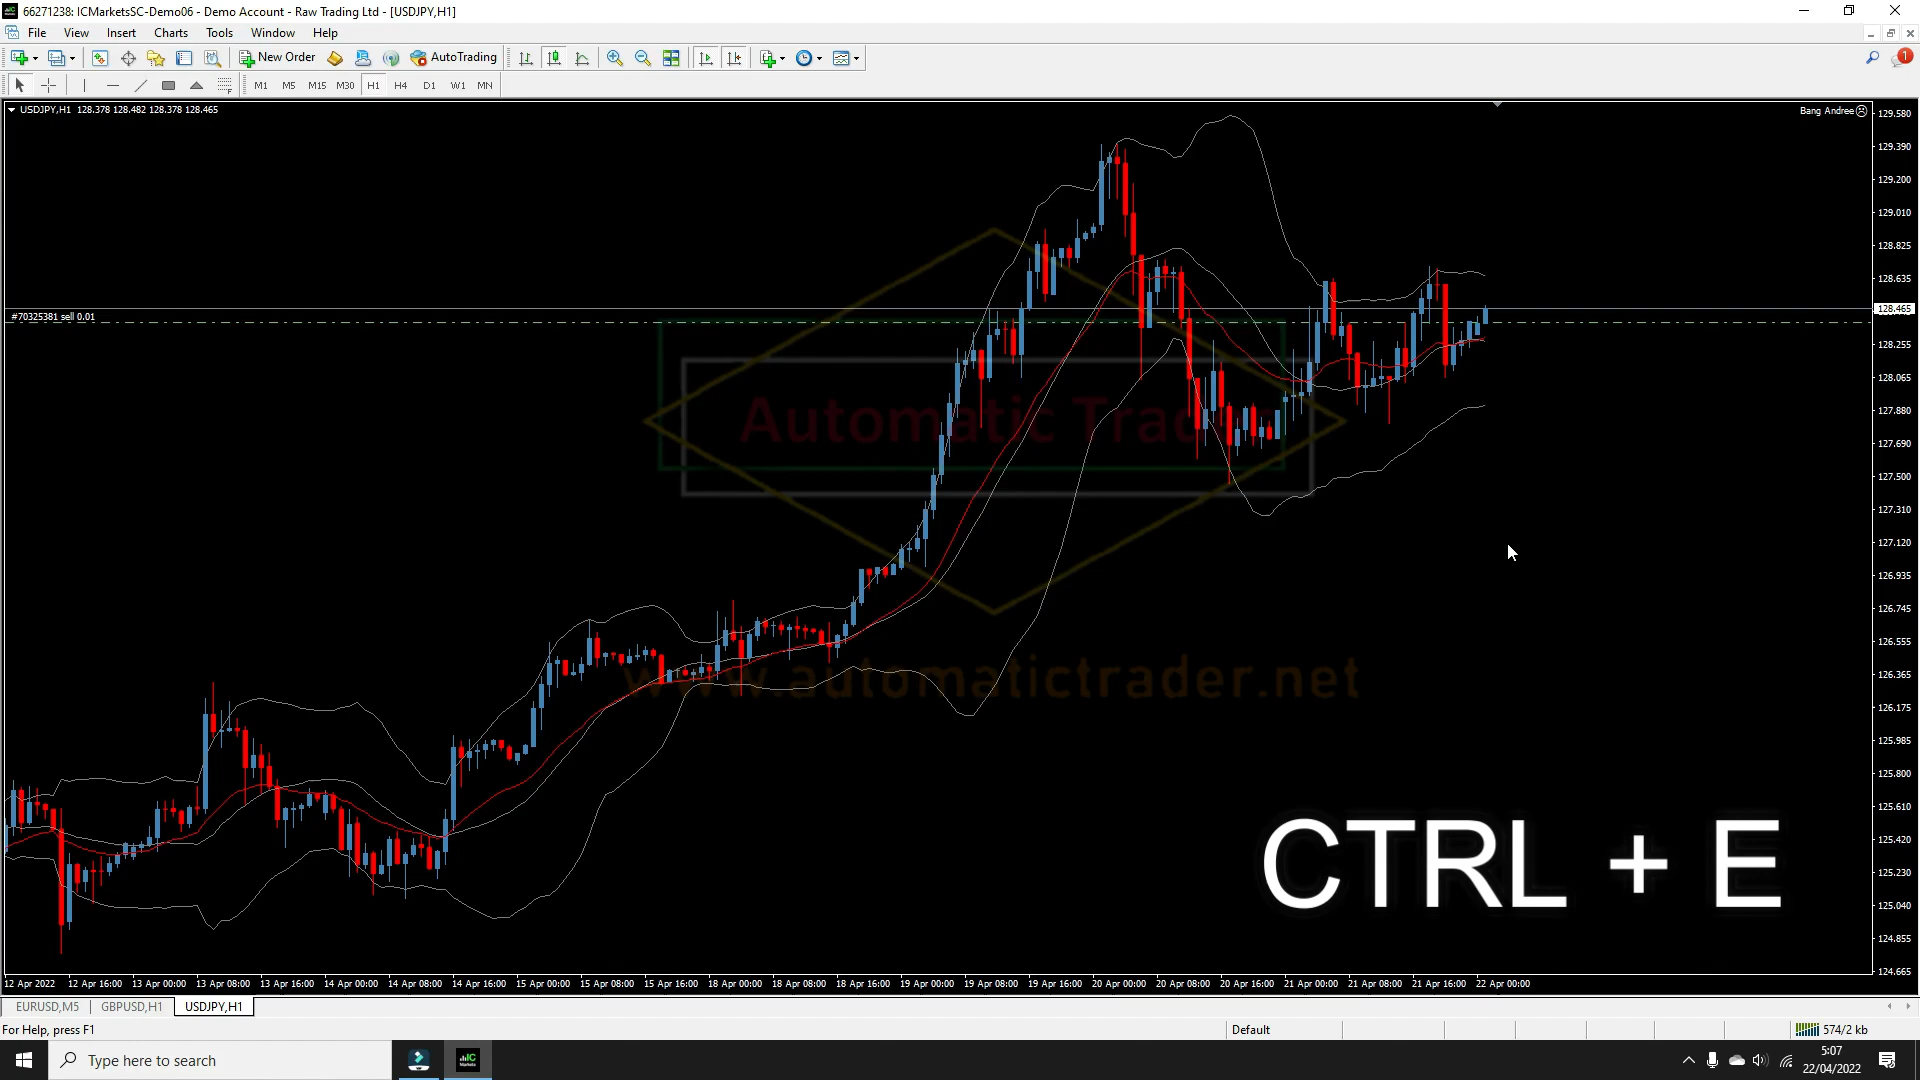 66271238: ICMarketsSC-Demo06 - Demo Account - Raw Trading Ltd - [USDJPY,H1]
File View Insert Charts Tools Window Help
New Order AutoTrading
M1 M5 M15 M30 H1 H4 D1 W1 MN
USDJPY,H1 128.378 128.482 128.378 128.465
Bang Andree
129.580
129.390
129.200
129.010
128.825
128.635
128.465
#70325381 sell 0.01
128.255
128.065
127.880
Automatic Trader
127.690
127.500
127.310
127.120
126.935
126.745
126.555
www.automatictrader.net
126.365
126.175
125.985
125.800
125.610
125.420
CTRL + E
125.230
125.040
124.855
124.665
12 Apr 2022 12 Apr 16:00 13 Apr 00:00 13 Apr 08:00 13 Apr 16:00 14 Apr 00:00 14 Apr 08:00 14 Apr 16:00 15 Apr 00:00 15 Apr 08:00 15 Apr 16:00 18 Apr 00:00 18 Apr 08:00 18 Apr 16:00 19 Apr 00:00 19 Apr 08:00 19 Apr 16:00 20 Apr 00:00 20 Apr 08:00 20 Apr 16:00 21 Apr 00:00 21 Apr 08:00 21 Apr 16:00 22 Apr 00:00
EURUSD,M5 GBPUSD,H1 USDJPY,H1
For Help, press F1 Default 574/2 kb
Type here to search
5:07
22/04/2022